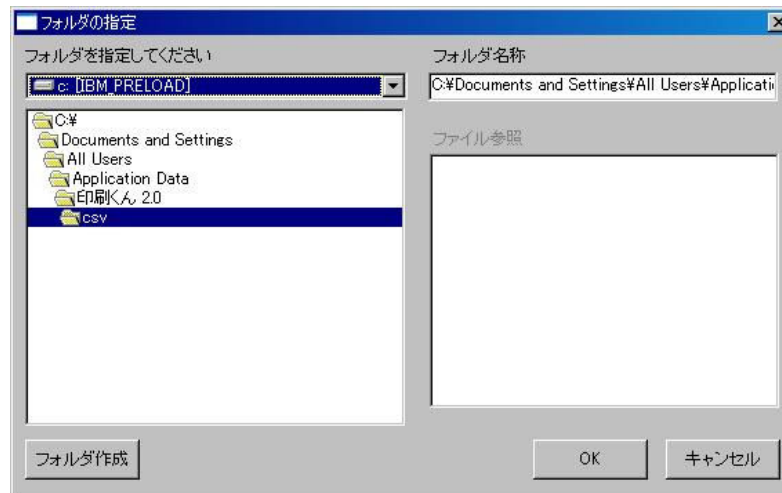 フォルダの指定
フォルダを指定してください
c: [IBM_PRELOAD]
C:¥
Documents and Settings
All Users
Application Data
印刷くん 2.0
csv
フォルダ名称
C:¥Documents and Settings¥All Users¥Applicati
ファイル参照
フォルダ作成
OK
キャンセル